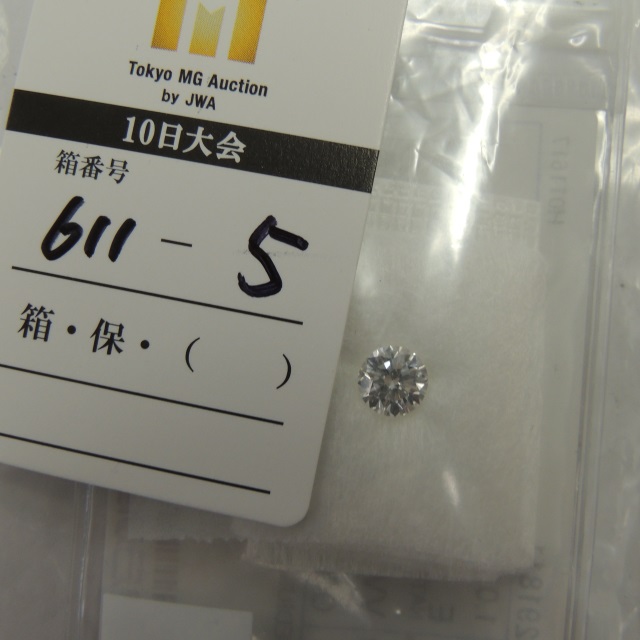 Tokyo MG Auction
by JWA
10日大会
箱番号
611 - 5
箱・保・(　　)